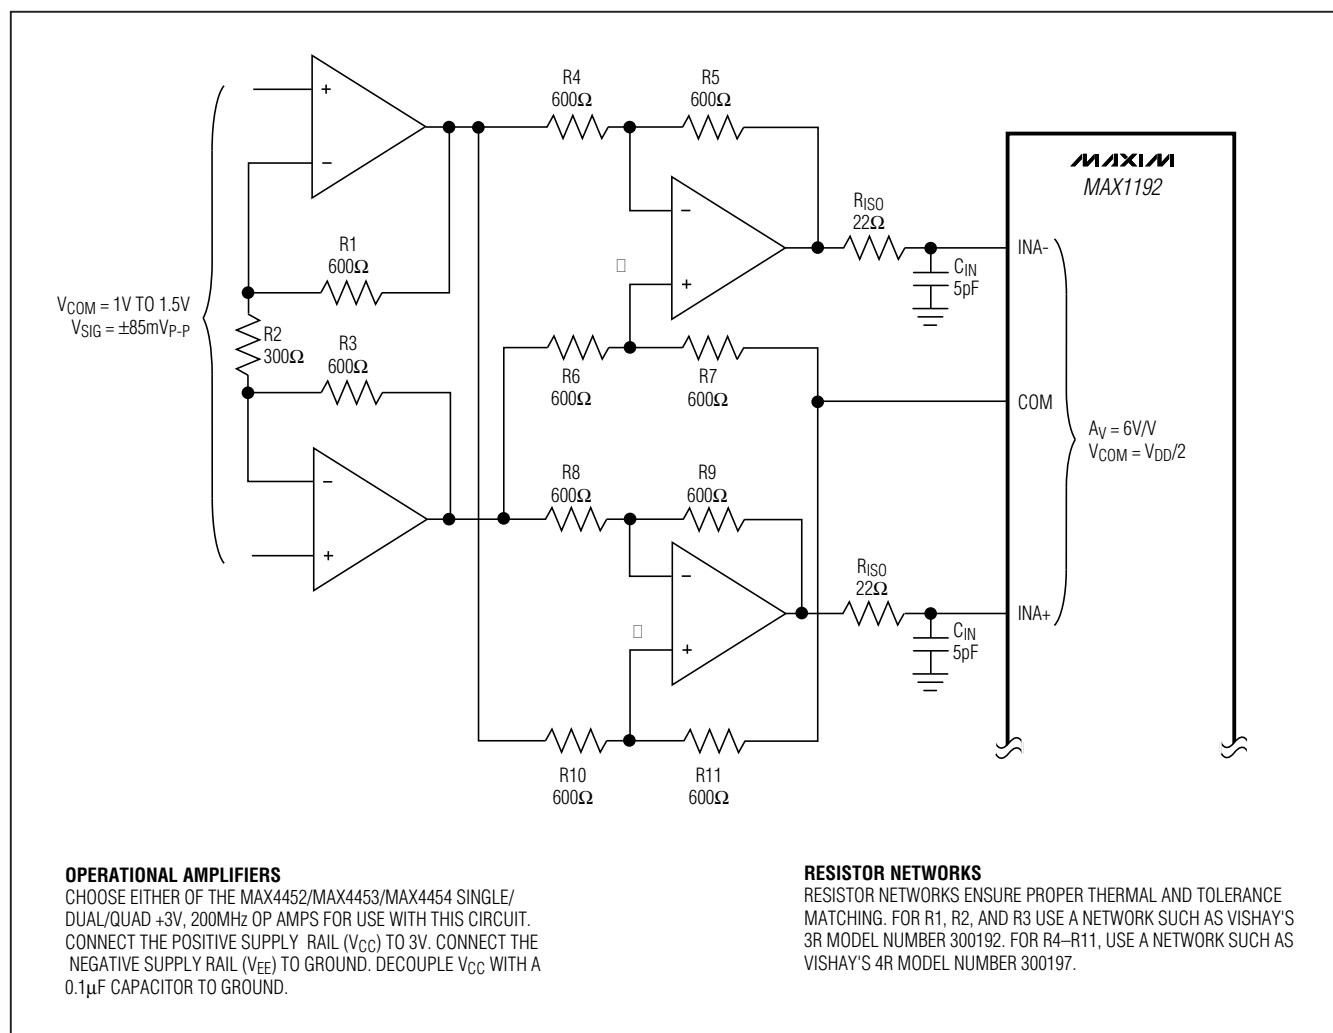 R4
600Ω
R5
600Ω
+
−
MAXIM
MAX1192
RISO
22Ω
INA-
−
+
CIN
5pF
R1
600Ω
VCOM = 1V TO 1.5V
VSIG = ±85mVP-P
R2
300Ω
R3
600Ω
R6
600Ω
R7
600Ω
COM
AV = 6V/V
VCOM = VDD/2
−
+
R8
600Ω
R9
600Ω
RISO
22Ω
INA+
−
+
CIN
5pF
R10
600Ω
R11
600Ω
OPERATIONAL AMPLIFIERS
CHOOSE EITHER OF THE MAX4452/MAX4453/MAX4454 SINGLE/
DUAL/QUAD +3V, 200MHz OP AMPS FOR USE WITH THIS CIRCUIT.
CONNECT THE POSITIVE SUPPLY RAIL (VCC) TO 3V. CONNECT THE
NEGATIVE SUPPLY RAIL (VEE) TO GROUND. DECOUPLE VCC WITH A
0.1μF CAPACITOR TO GROUND.
RESISTOR NETWORKS
RESISTOR NETWORKS ENSURE PROPER THERMAL AND TOLERANCE
MATCHING. FOR R1, R2, AND R3 USE A NETWORK SUCH AS VISHAY'S
3R MODEL NUMBER 300192. FOR R4–R11, USE A NETWORK SUCH AS
VISHAY'S 4R MODEL NUMBER 300197.